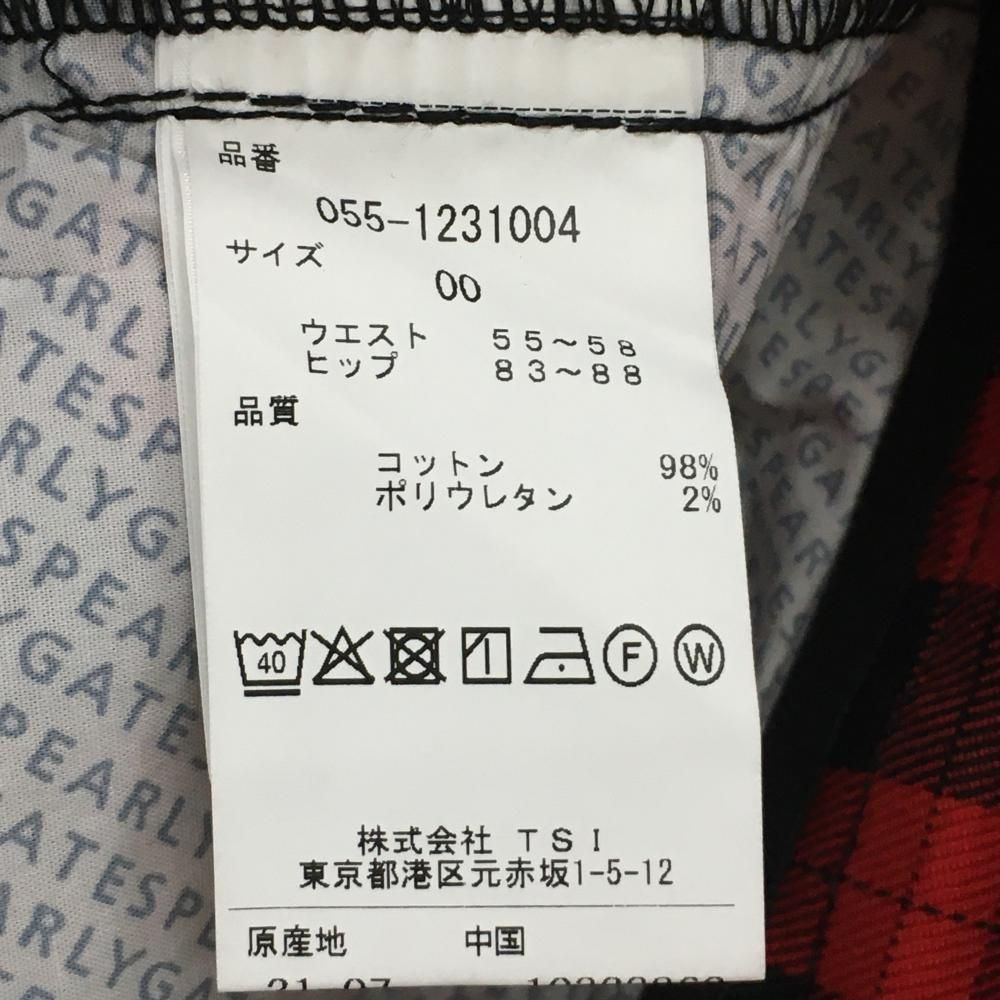 品番
055-1231004
サイズ
00
ウエスト 55～58
ヒップ 83～88
品質
コットン 98%
ポリウレタン 2%
40 F W
株式会社 TSI
東京都港区元赤坂1-5-12
原産地 中国